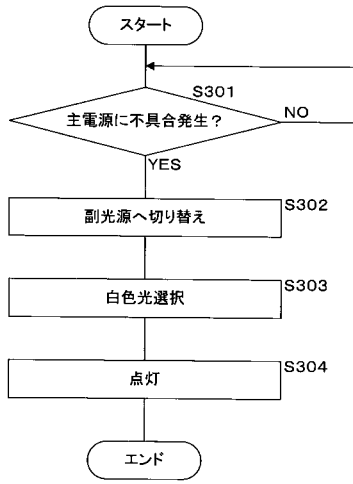 スタート
S301
主電源に不具合発生？
NO
YES
S302
副光源へ切り替え
S303
白色光選択
S304
点灯
エンド